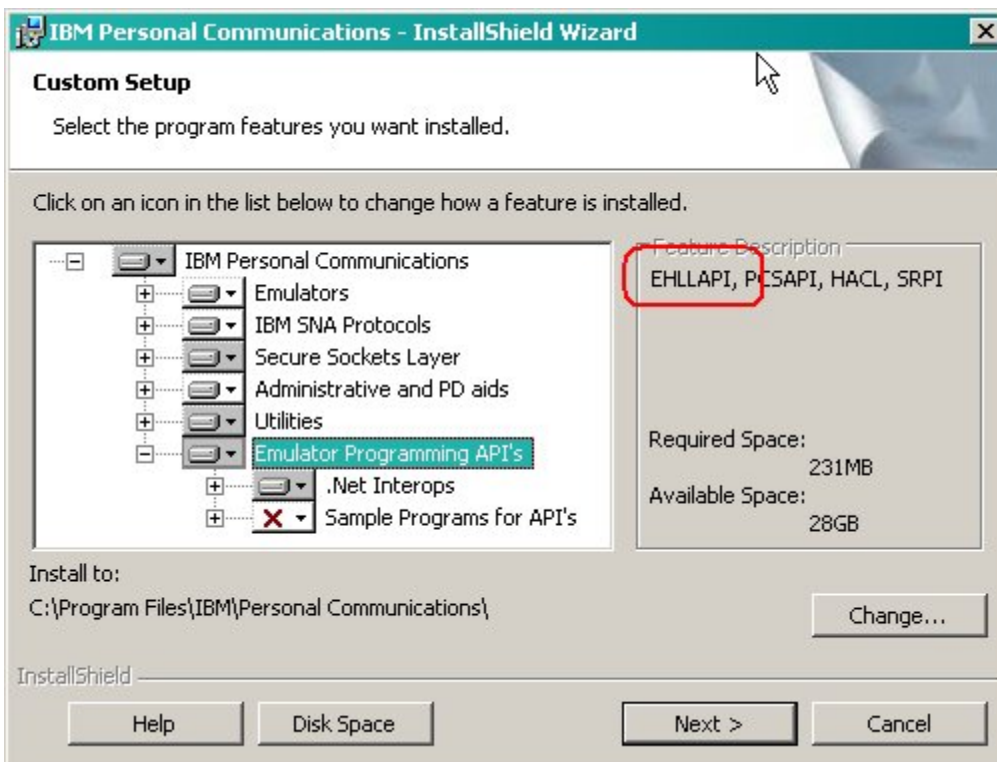 IBM Personal Communications - InstallShield Wizard
Custom Setup
Select the program features you want installed.
Click on an icon in the list below to change how a feature is installed.
IBM Personal Communications
Emulators
IBM SNA Protocols
Secure Sockets Layer
Administrative and PD aids
Utilities
Emulator Programming API's
.Net Interops
Sample Programs for API's
Feature Description
EHLLAPI, PCSAPI, HACL, SRPI
Required Space:
231MB
Available Space:
28GB
Install to:
C:\Program Files\IBM\Personal Communications\
Change...
InstallShield
Help
Disk Space
Next >
Cancel